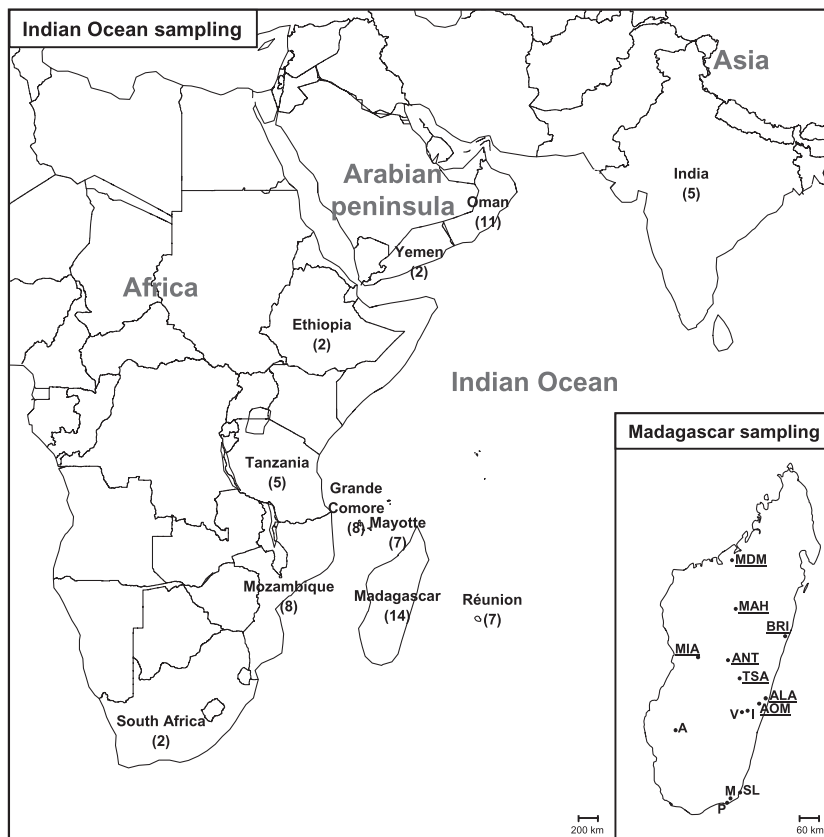 Indian Ocean sampling
Asia
India
(5)
Arabian
peninsula
Oman
(11)
Yemen
(2)
Africa
Ethiopia
(2)
Indian Ocean
Tanzania
(5)
Grande
Comore
(8)
Mayotte
(7)
Mozambique
(8)
Madagascar
(14)
Réunion
(7)
South Africa
(2)
200 km
Madagascar sampling
MDM
MAH
BRI
MIA
ANT
TSA
ALA
AOM
V
I
A
M
SL
P
60 km